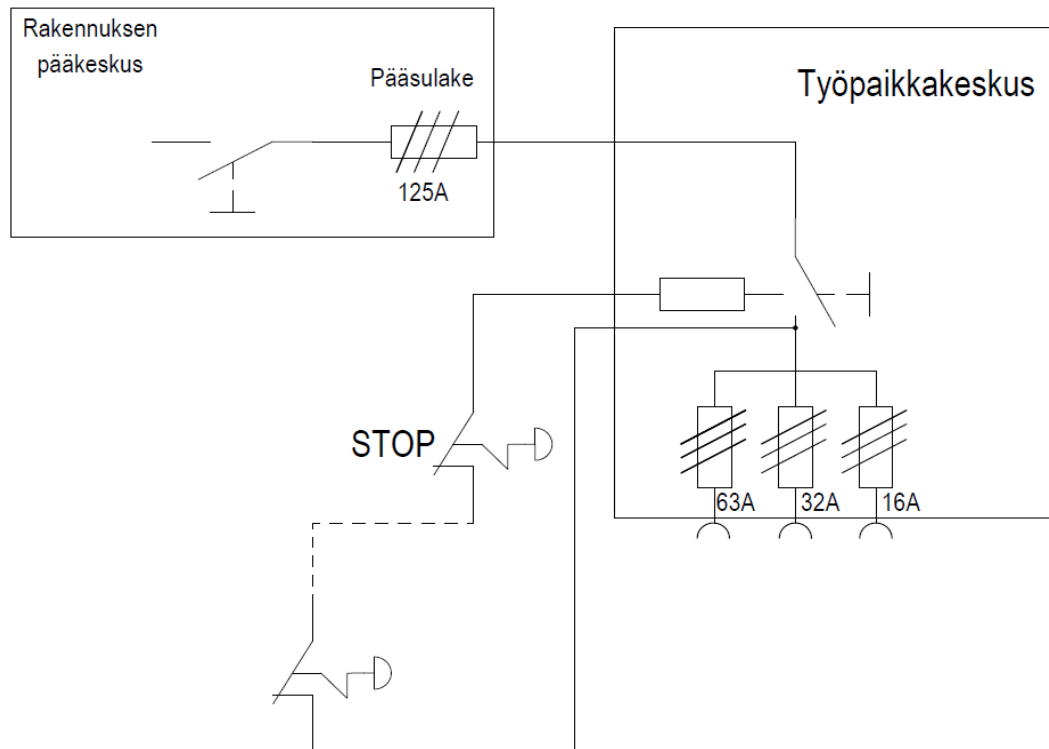 Rakennuksen
pääkeskus
Pääsulake
125A
Työpaikkakeskus
STOP
63A
32A
16A